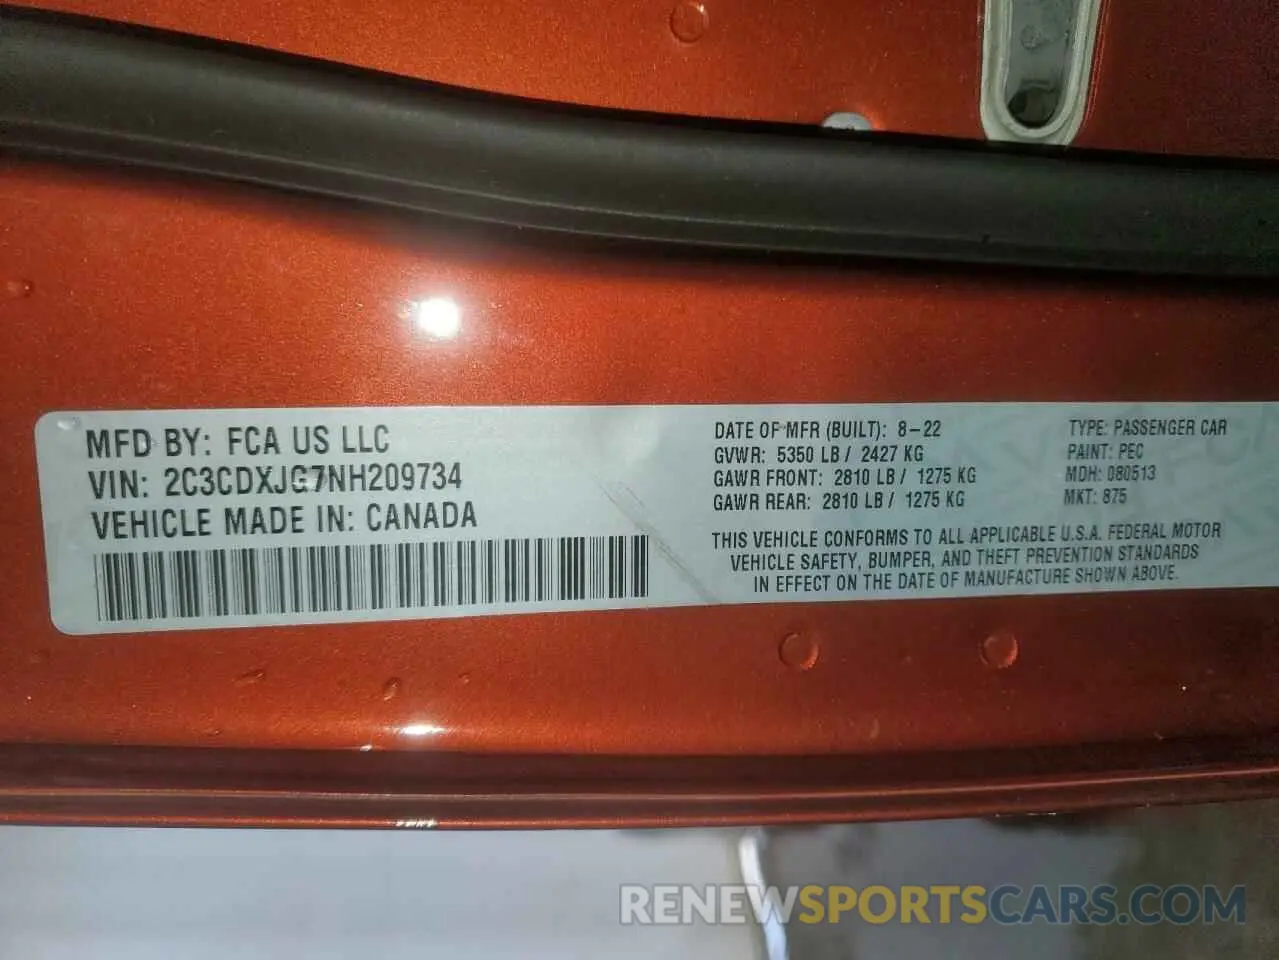 MFD BY: FCA US LLC
VIN: 2C3CDXJG7NH209734
VEHICLE MADE IN: CANADA
DATE OF MFR (BUILT): 8-22
GVWR: 5350 LB / 2427 KG
GAWR FRONT: 2810 LB / 1275 KG
GAWR REAR: 2810 LB / 1275 KG
TYPE: PASSENGER CAR
PAINT: PEC
MDH: 080513
MKT: 875
THIS VEHICLE CONFORMS TO ALL APPLICABLE U.S.A. FEDERAL MOTOR
VEHICLE SAFETY, BUMPER, AND THEFT PREVENTION STANDARDS
IN EFFECT ON THE DATE OF MANUFACTURE SHOWN ABOVE.
RENEWSPORTSCARS.COM